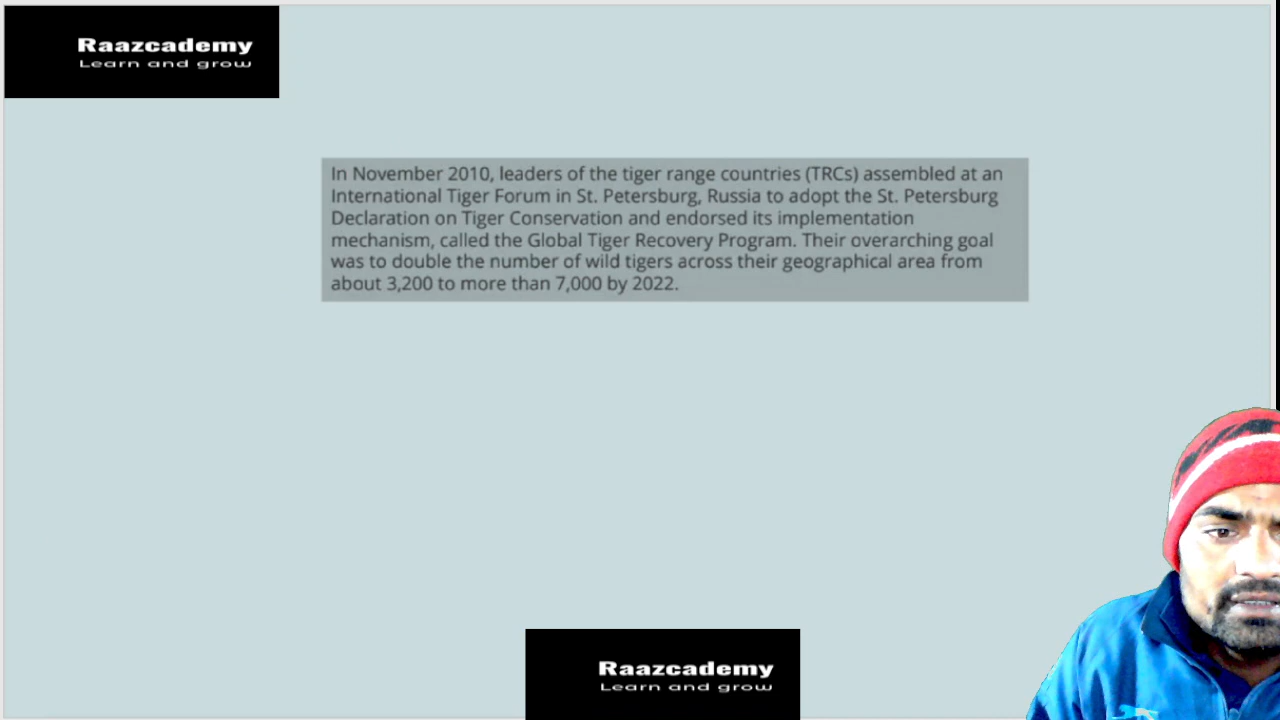 Raazcademy
Learn and grow
In November 2010, leaders of the tiger range countries (TRCs) assembled at an
International Tiger Forum in St. Petersburg, Russia to adopt the St. Petersburg
Declaration on Tiger Conservation and endorsed its implementation
mechanism, called the Global Tiger Recovery Program. Their overarching goal
was to double the number of wild tigers across their geographical area from
about 3,200 to more than 7,000 by 2022.
Raazcademy
Learn and grow